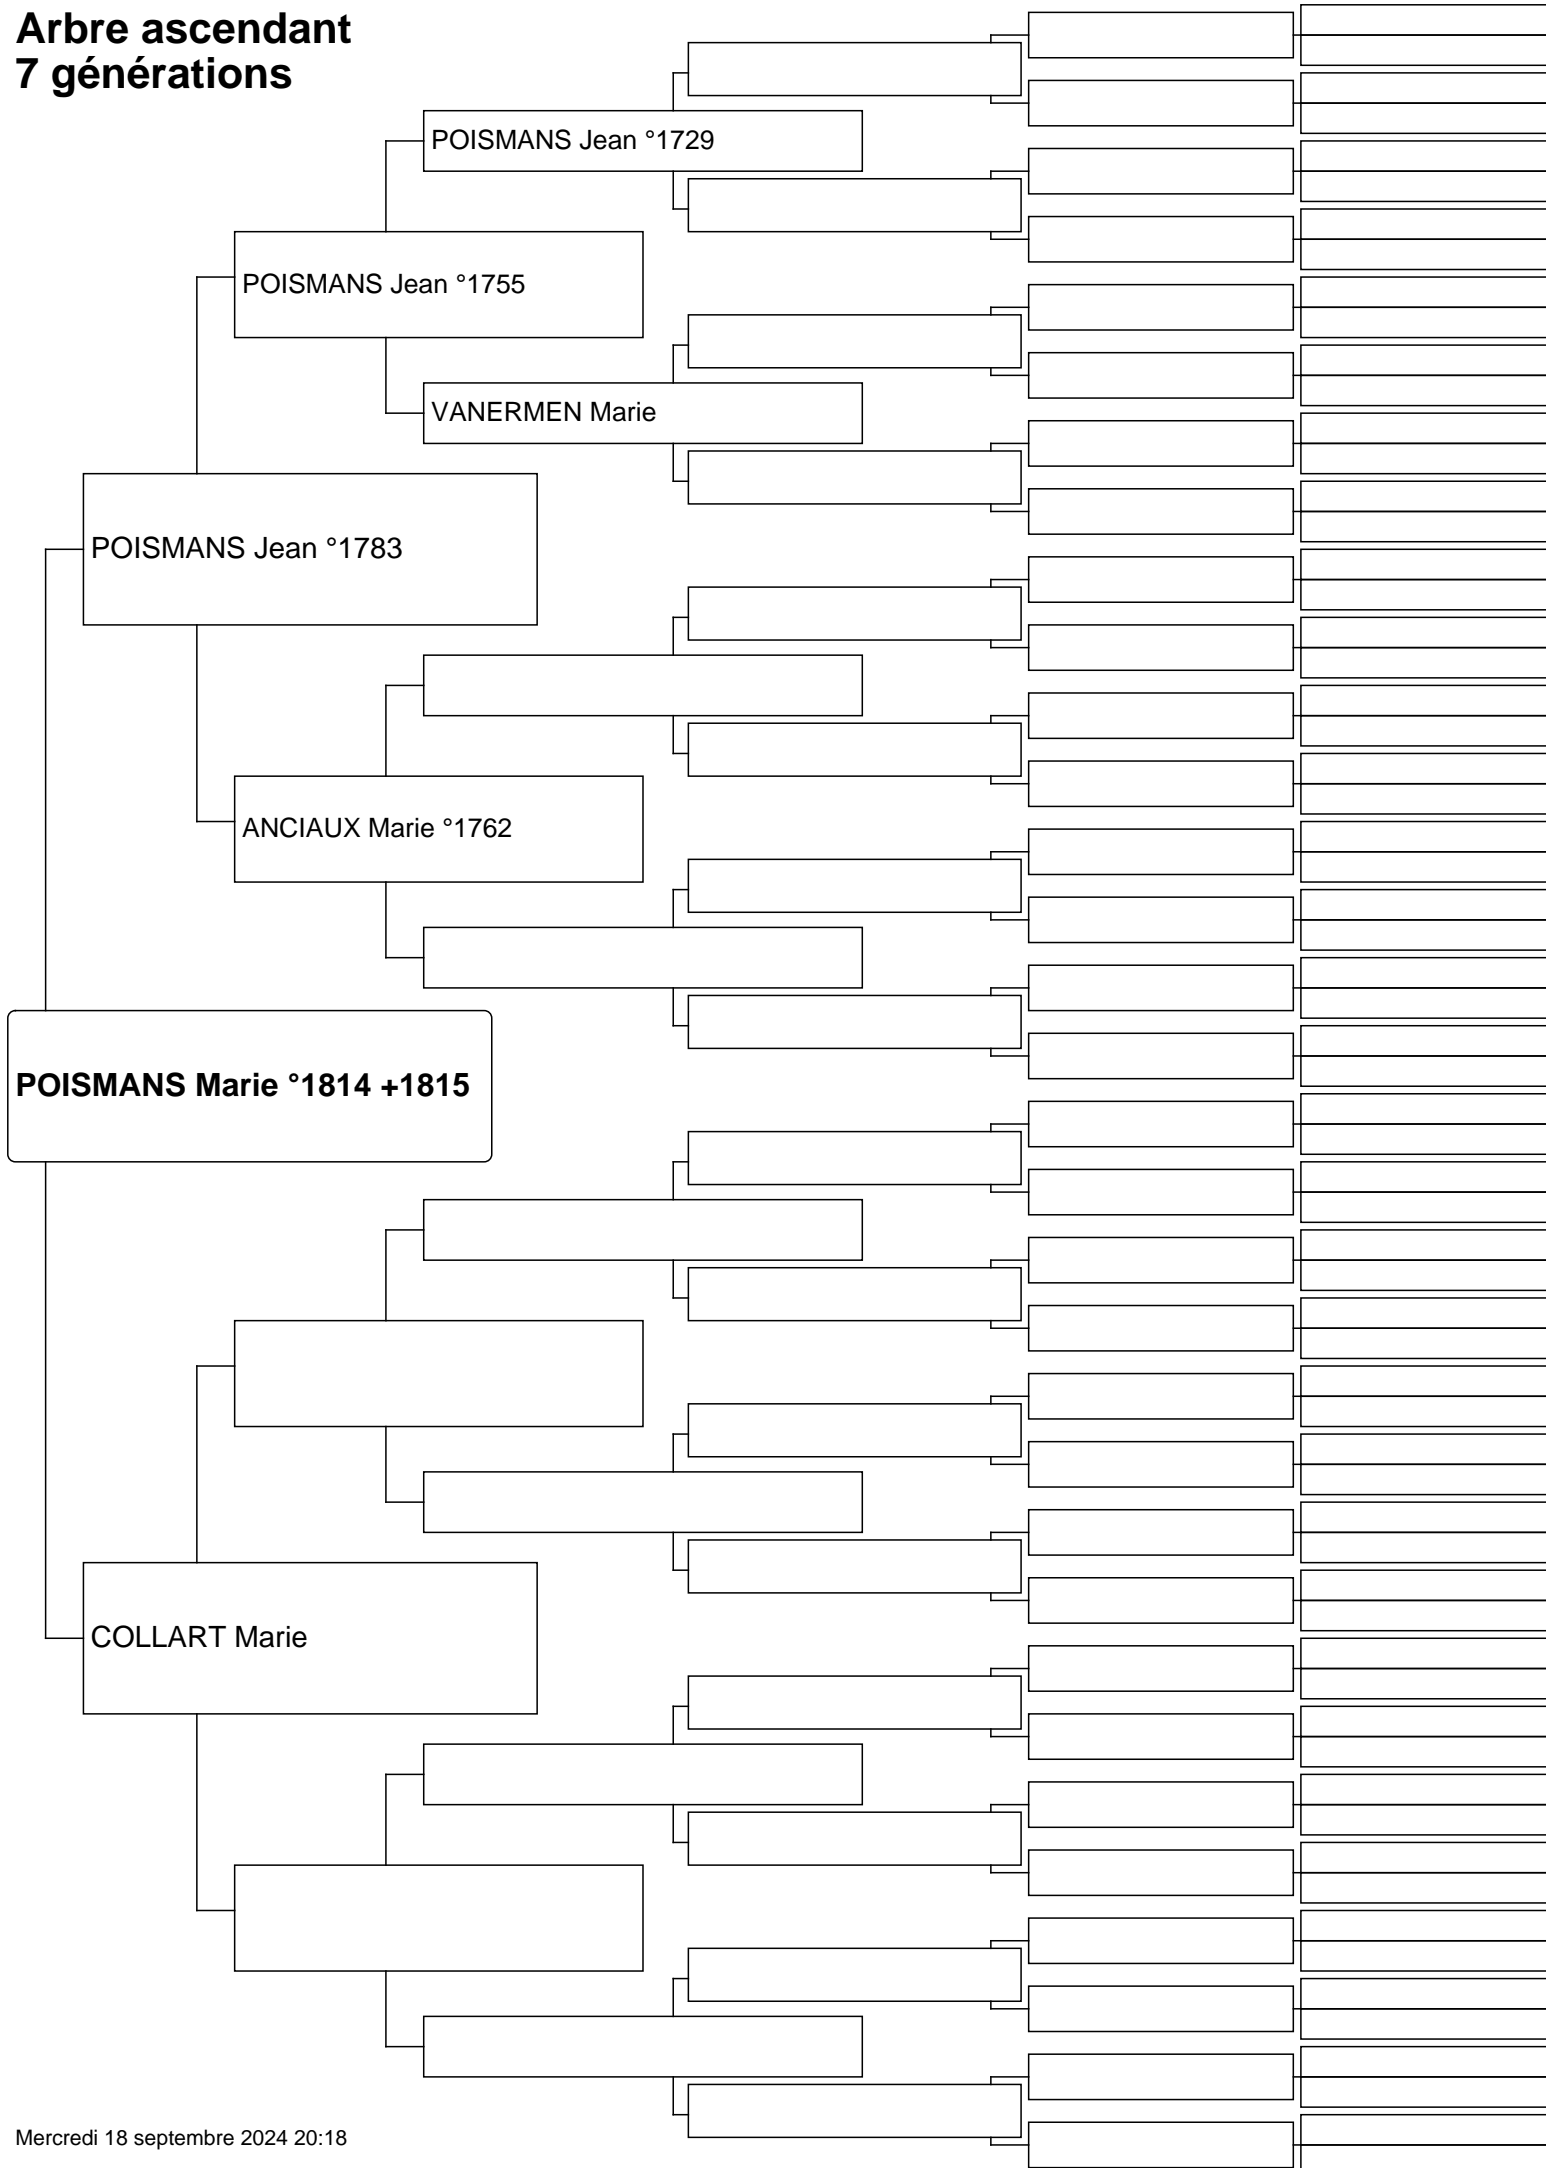 Arbre ascendant
7 générations
POISMANS Jean °1729
POISMANS Jean °1755
VANERMEN Marie
POISMANS Jean °1783
ANCIAUX Marie °1762
POISMANS Marie °1814 +1815
COLLART Marie
Mercredi 18 septembre 2024 20:18